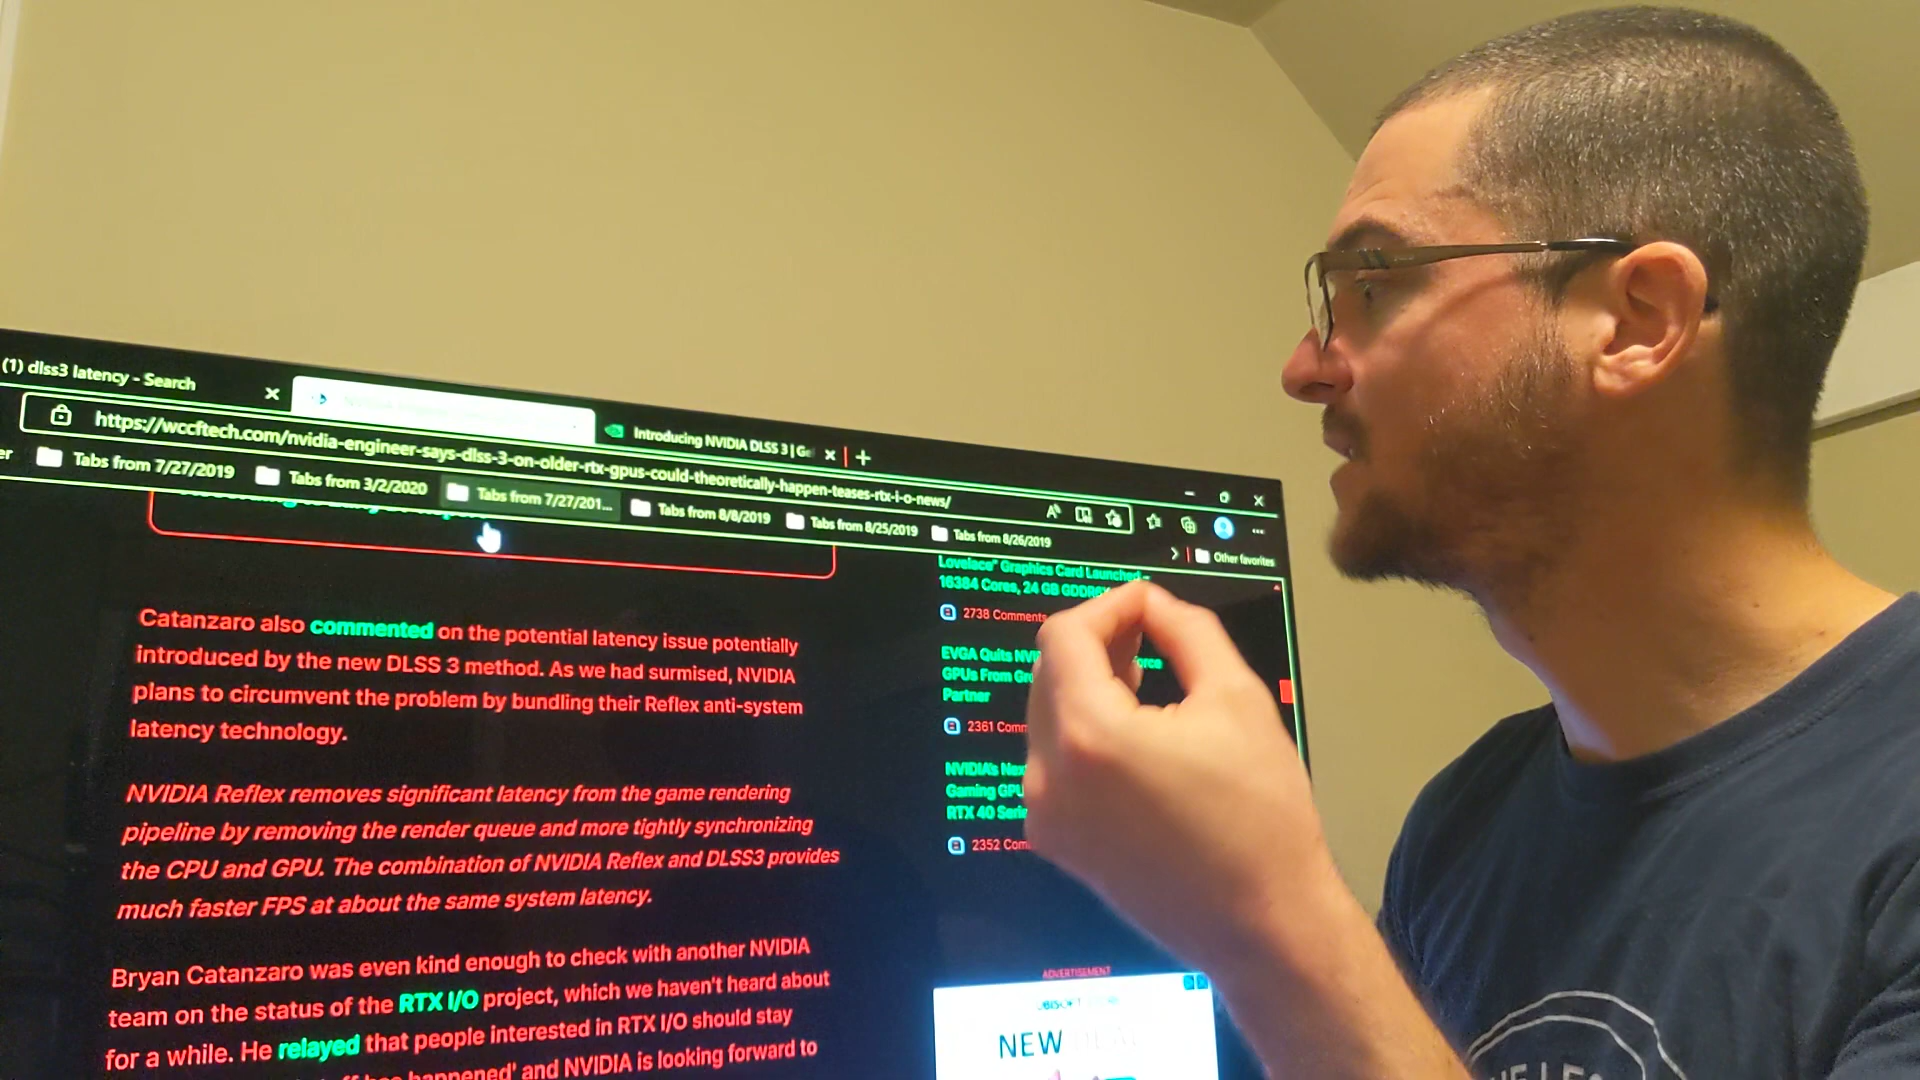 (1) dlss3 latency - Search
Introducing NVIDIA DLSS 3 | Ge
https://wccftech.com/nvidia-engineer-says-dlss-3-on-older-rtx-gpus-could-theoretically-happen-teases-rtx-i-o-news/
er
Tabs from 7/27/2019
Tabs from 3/2/2020
Tabs from 7/27/201...
Tabs from 8/8/2019
Tabs from 8/25/2019
Tabs from 8/26/2019
Other favorites
Catanzaro also commented on the potential latency issue potentially
introduced by the new DLSS 3 method. As we had surmised, NVIDIA
plans to circumvent the problem by bundling their Reflex anti-system
latency technology.
NVIDIA Reflex removes significant latency from the game rendering
pipeline by removing the render queue and more tightly synchronizing
the CPU and GPU. The combination of NVIDIA Reflex and DLSS3 provides
much faster FPS at about the same system latency.
Bryan Catanzaro was even kind enough to check with another NVIDIA
team on the status of the RTX I/O project, which we haven't heard about
for a while. He relayed that people interested in RTX I/O should stay
happened' and NVIDIA is looking forward to
Lovelace" Graphics Card Launched –
16384 Cores, 24 GB GDDR6X
2738 Comments
EVGA Quits NVI orce
GPUs From Gro
Partner
2361 Comm
NVIDIA's Nex
Gaming GPU
RTX 40 Serie
2352 Com
ADVERTISEMENT
NEW